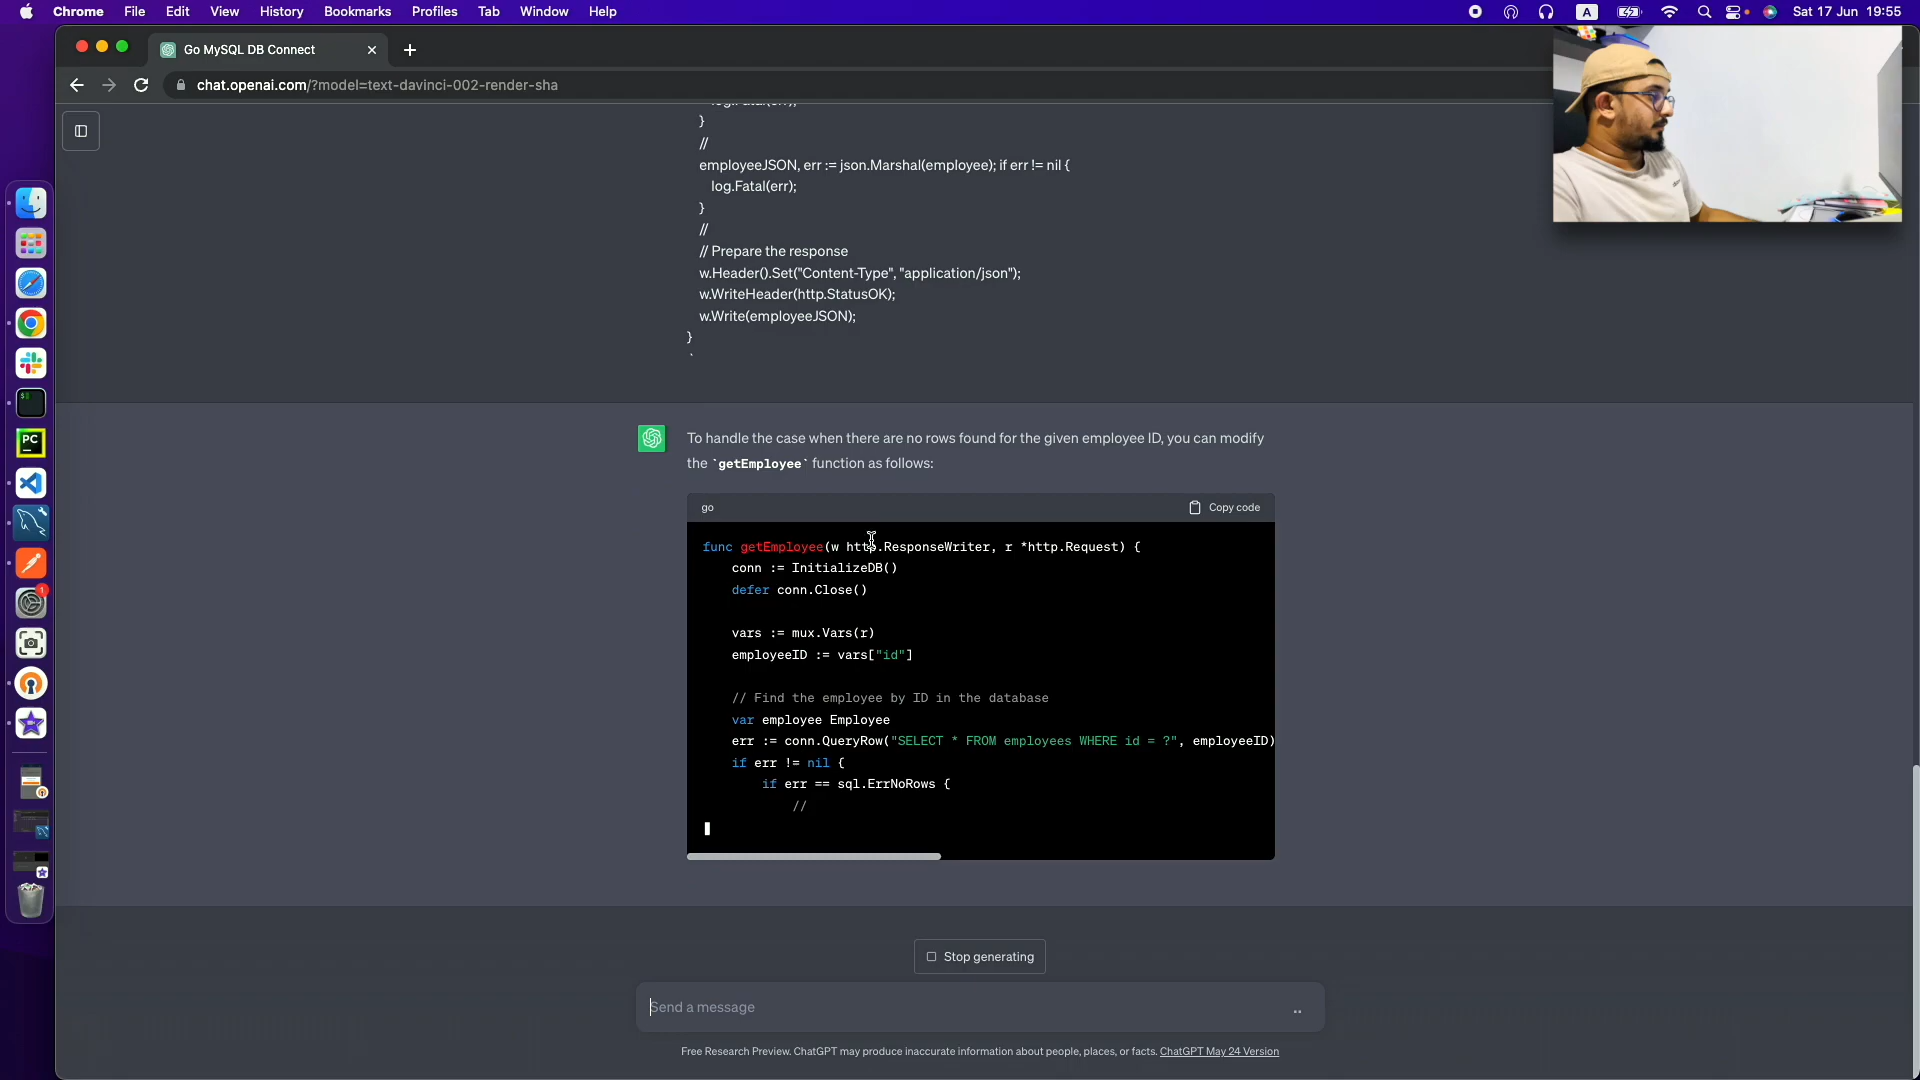 Chrome File Edit View History Bookmarks Profiles Tab Window Help A Sat 17 Jun 19:55
Go MySQL DB Connect
chat.openai.com/?model=text-davinci-002-render-sha
}
//
employeeJSON, err := json.Marshal(employee); if err != nil {
log.Fatal(err);
}
//
// Prepare the response
w.Header().Set("Content-Type", "application/json");
w.WriteHeader(http.StatusOK);
w.Write(employeeJSON);
}
`
To handle the case when there are no rows found for the given employee ID, you can modify
the `getEmployee` function as follows:
go Copy code
func getEmployee(w http.ResponseWriter, r *http.Request) {
conn := InitializeDB()
defer conn.Close()
vars := mux.Vars(r)
employeeID := vars["id"]
// Find the employee by ID in the database
var employee Employee
err := conn.QueryRow("SELECT * FROM employees WHERE id = ?", employeeID)
if err != nil {
if err == sql.ErrNoRows {
//
Stop generating
Send a message
Free Research Preview. ChatGPT may produce inaccurate information about people, places, or facts. ChatGPT May 24 Version
PC
1